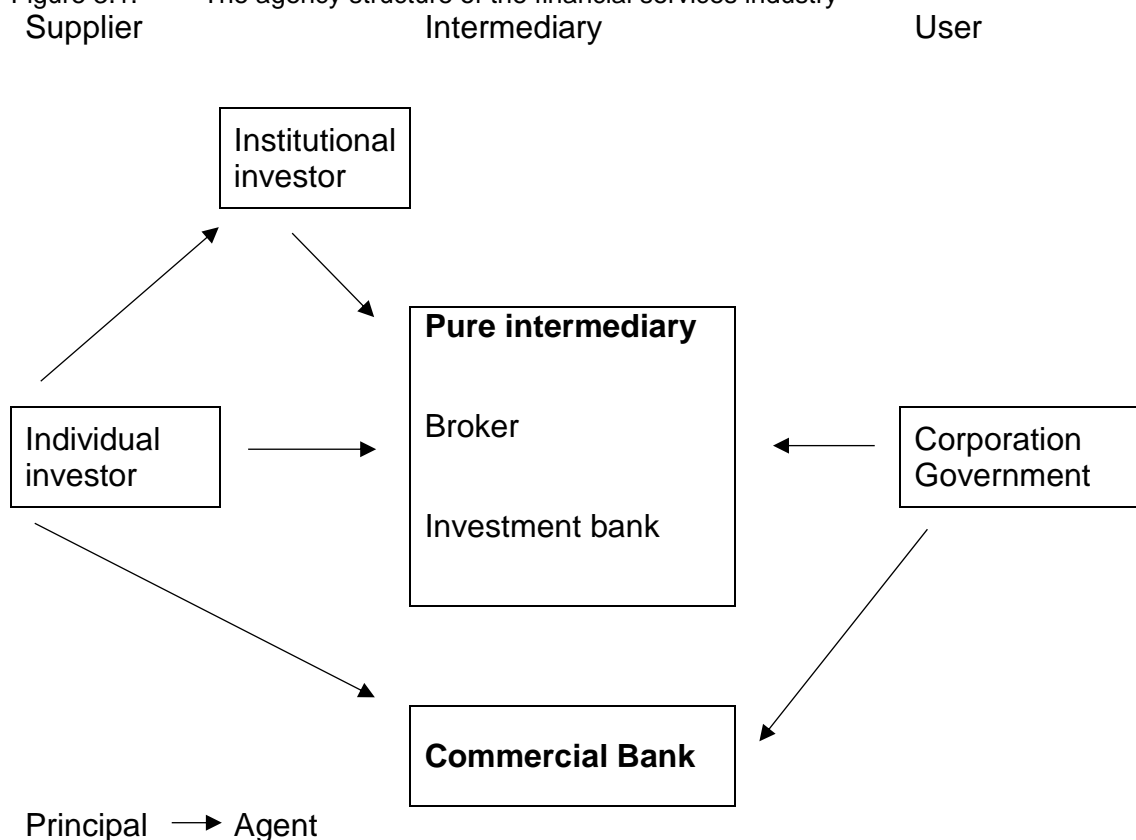 The agency structure of the financial services industry
Supplier Intermediary User
Institutional
investor
Pure intermediary
Broker
Investment bank
Individual
investor
Corporation
Government
Commercial Bank
Principal Agent